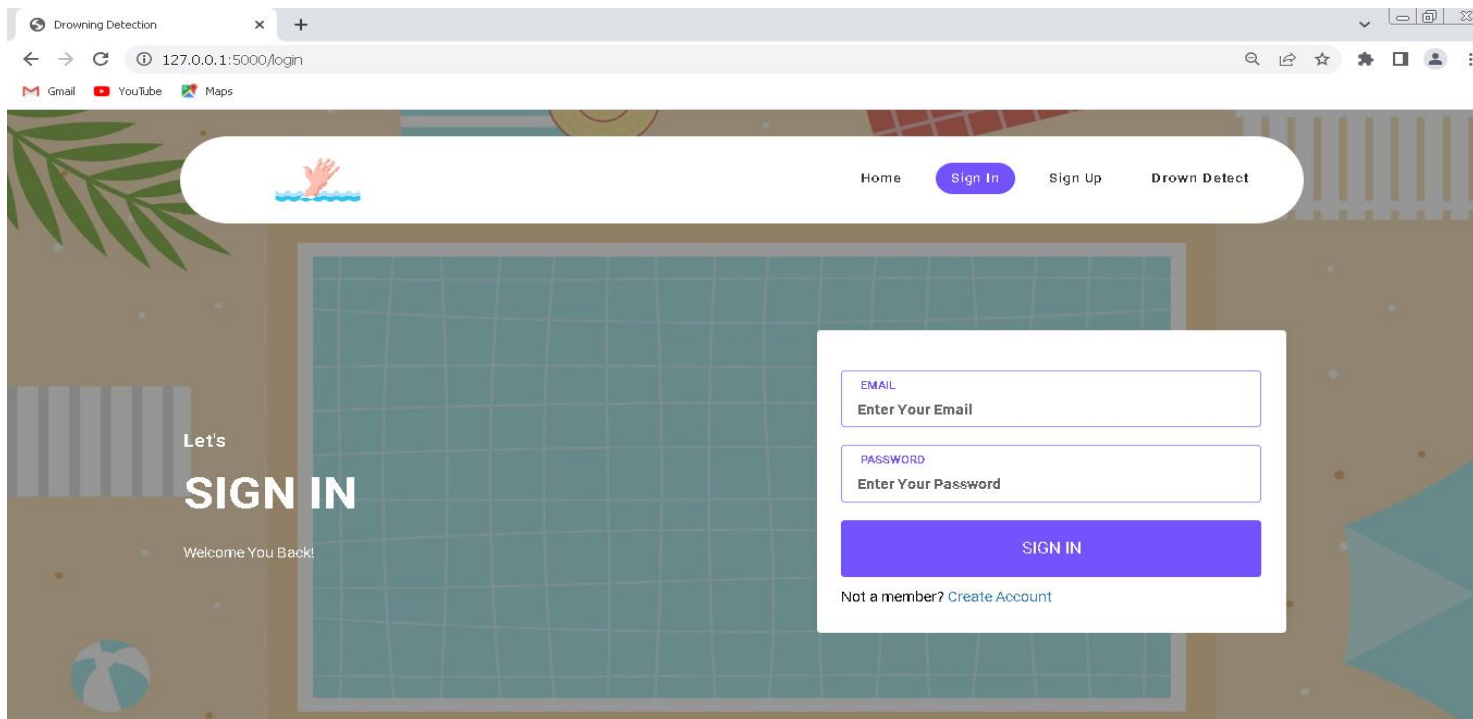 Drowning Detection
127.0.0.1:5000/login
Gmail YouTube Maps
Home Sign In Sign Up Drown Detect
Let's
SIGN IN
Welcome You Back!
EMAIL
Enter Your Email
PASSWORD
Enter Your Password
SIGN IN
Not a member? Create Account